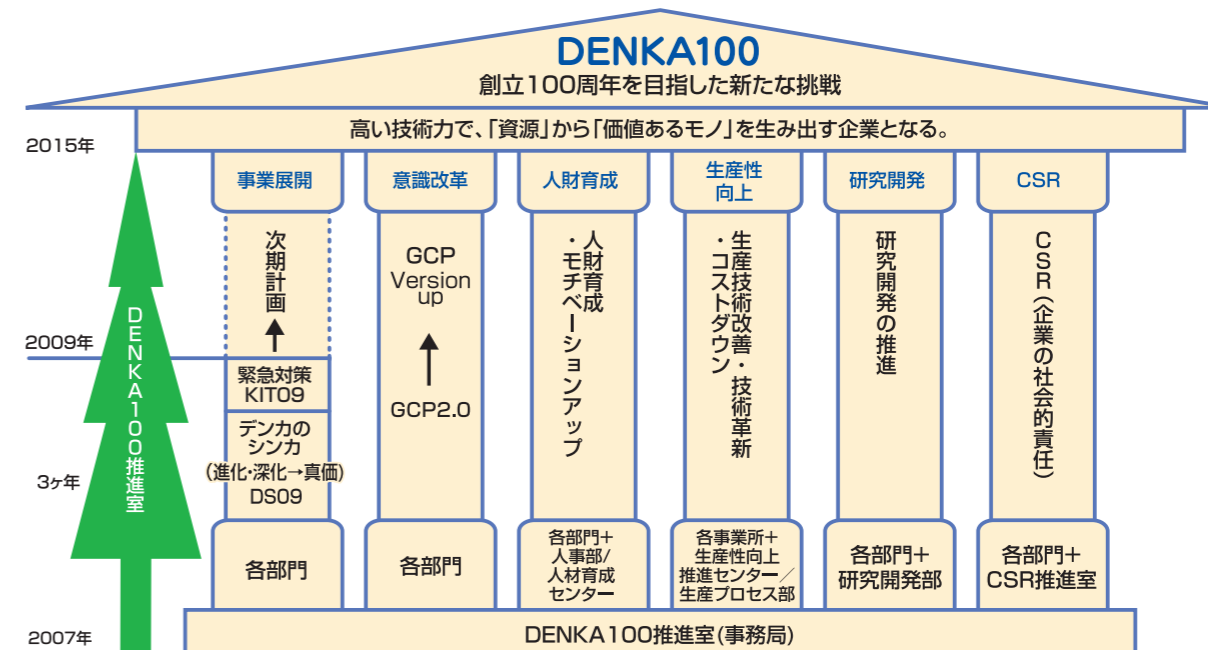 DENKA100
創立100周年を目指した新たな挑戦
高い技術力で、「資源」から「価値あるモノ」を生み出す企業となる。
2015年
事業展開
意識改革
人財育成
生産性
向上
研究開発
CSR
次期計画
GCP
Version
up
人財育成
・モチベーションアップ
生産技術改善・技術革新
・コストダウン
研究開発の推進
CSR(企業の社会的責任)
DENKA100推進室
2009年
緊急対策
KIT09
GCP2.0
デンカの
シンカ
(進化・深化→真価)
DS09
3ヶ年
各部門
各部門
各部門+
人事部/
人材育成
センター
各事業所+
生産性向上
推進センター/
生産プロセス部
各部門+
研究開発部
各部門+
CSR推進室
2007年
DENKA100推進室(事務局)